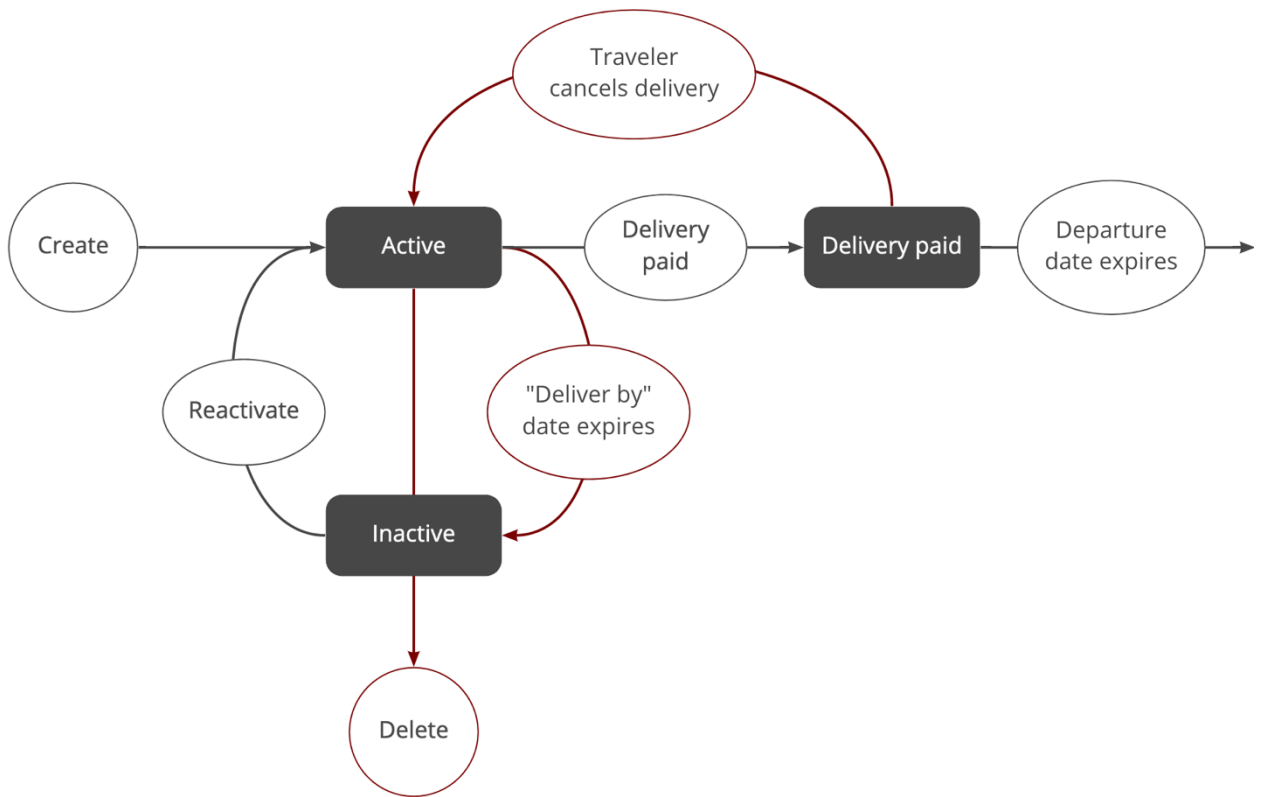 Traveler
cancels delivery
Create
Active
Delivery
paid
Delivery paid
Departure
date expires
Reactivate
"Deliver by"
date expires
Inactive
Delete